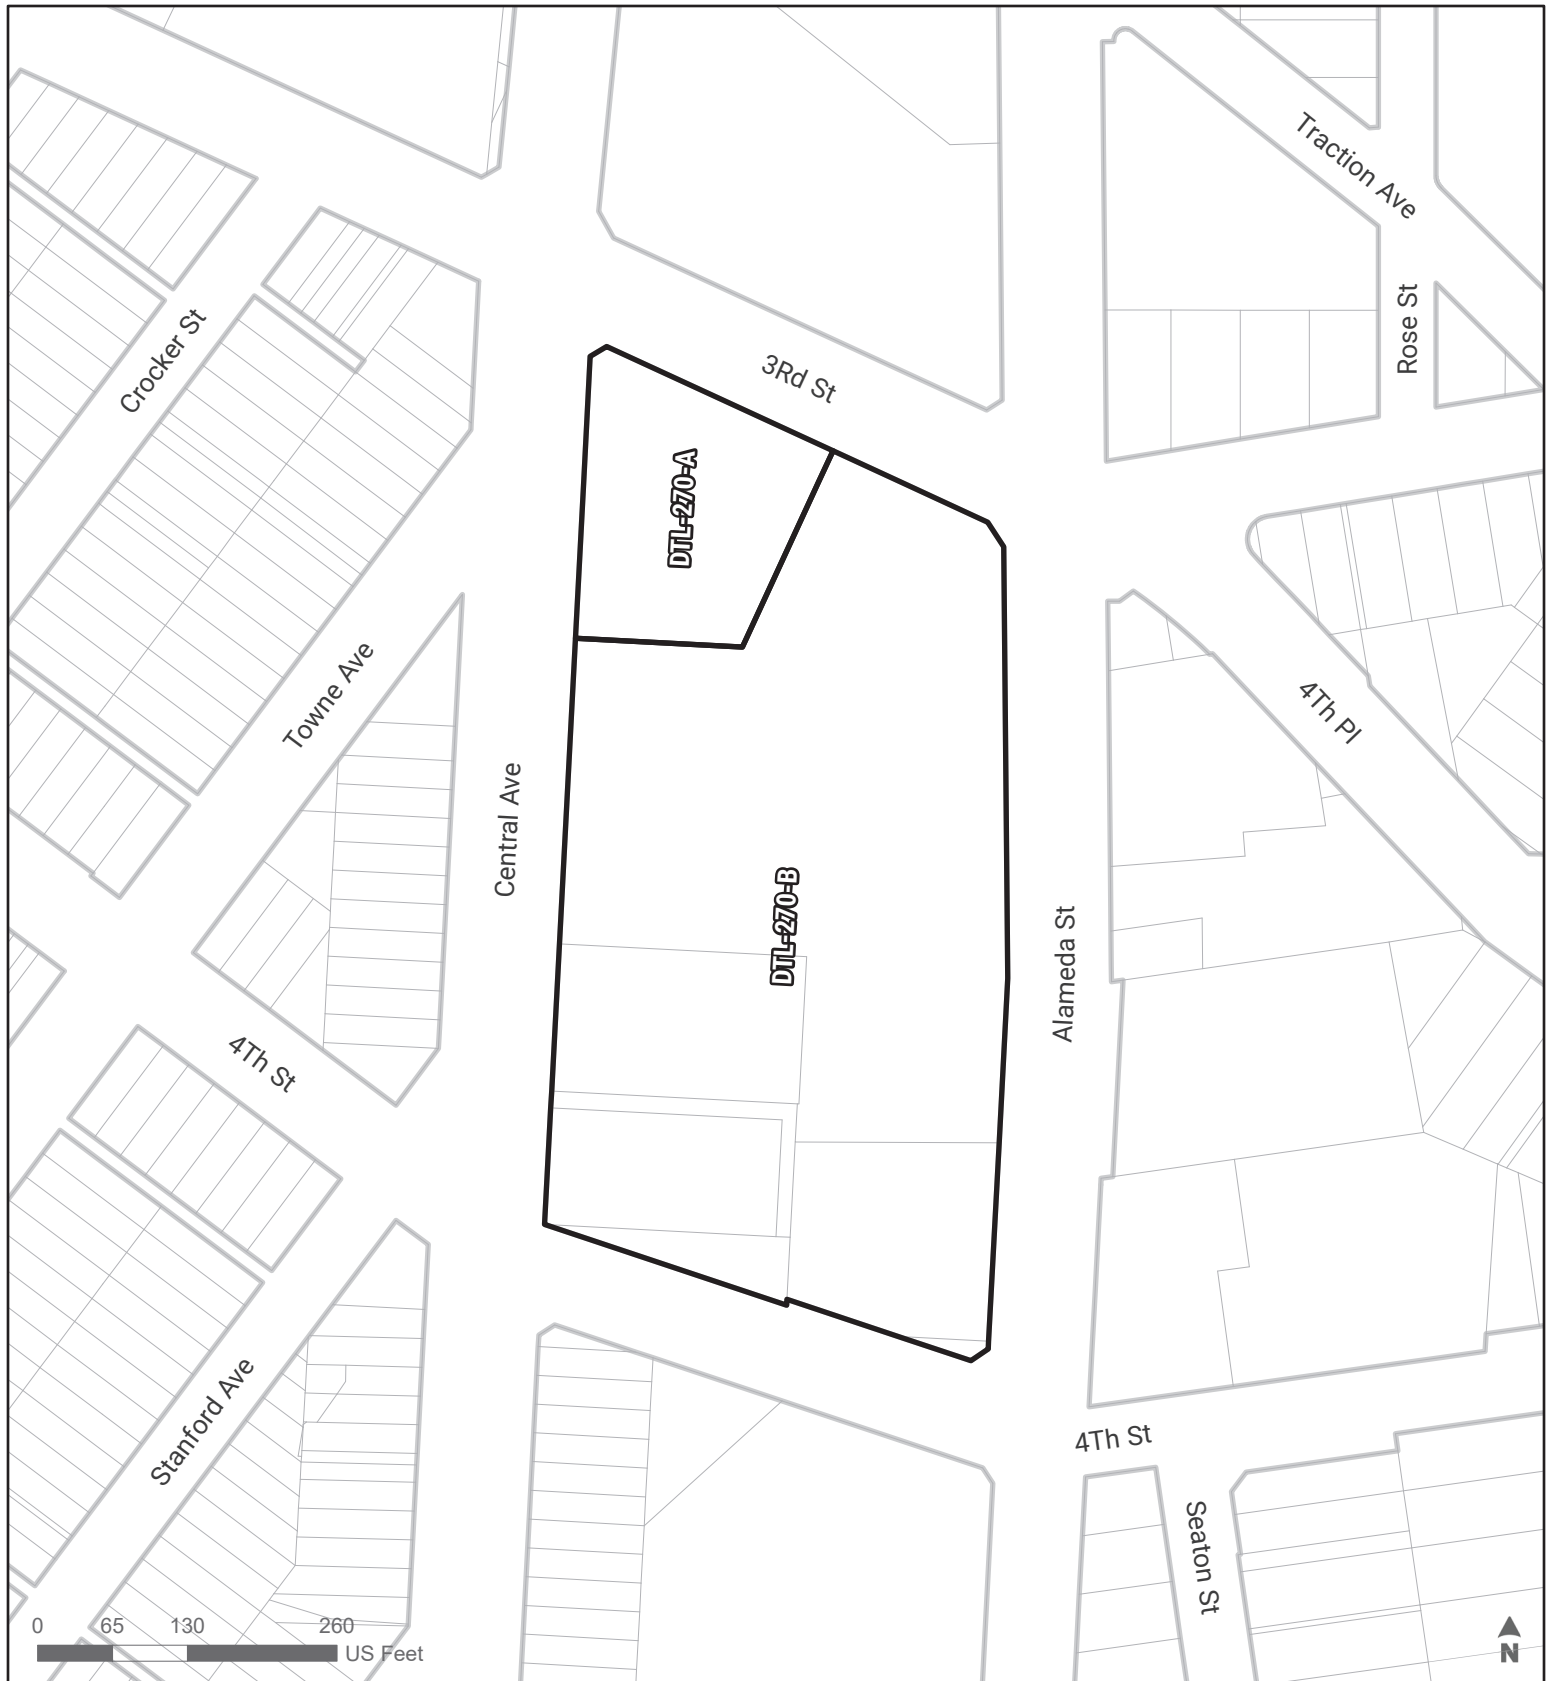 Traction Ave
Rose St
Crocker St
3Rd St
DTL-270-A
Towne Ave
4Th Pl
Central Ave
DTL-270-B
Alameda St
4Th St
Stanford Ave
4Th St
Seaton St
0 65 130 260
US Feet
N